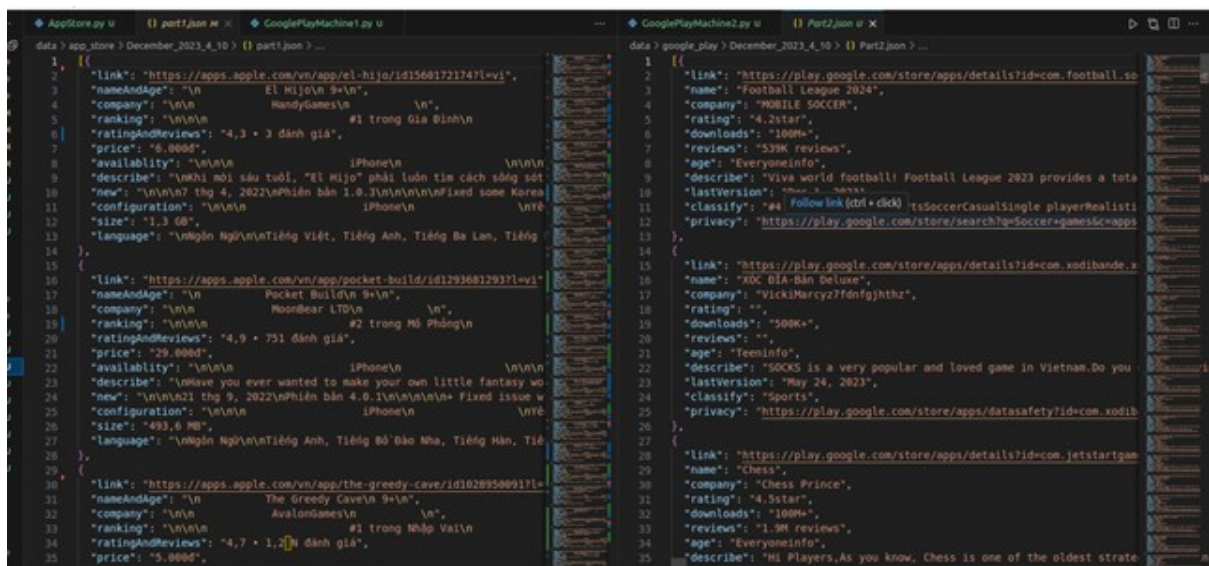 AppStore.py U
{} part1.json M ×
GooglePlayMachine1.py U
···
data > app_store > December_2023_4_10 > {} part1.json > ...
1 [{
2 "link": "https://apps.apple.com/vn/app/el-hijo/id1560172174?l=vi",
3 "nameAndAge": "\n El Hijo\n 9+\n",
4 "company": "\n\n\n HandyGames\n \n",
5 "ranking": "\n\n\n #1 trong Gia Đình\n
6 "ratingAndReviews": "4,3 • 3 đánh giá",
7 "price": "6.000đ",
8 "availablity": "\n\n\n iPhone\n \n\n\n
9 "describe": "\nKhi mới sáu tuổi, “El Hijo” phải luôn tìm cách sống sót
10 "new": "\n\n\n7 thg 4, 2022\nPhiên bản 1.0.3\n\n\n\n\nFixed some Korea
11 "configuration": "\n\n\n iPhone\n \nYê
12 "size": "1,3 GB",
13 "language": "\nNgôn Ngữ\n\nTiếng Việt, Tiếng Anh, Tiếng Ba Lan, Tiếng
14 },
15 {
16 "link": "https://apps.apple.com/vn/app/pocket-build/id1293681293?l=vi"
17 "nameAndAge": "\n Pocket Build\n 9+\n",
18 "company": "\n\n\n MoonBear LTD\n \n",
19 "ranking": "\n\n\n #2 trong Mô Phỏng\n
20 "ratingAndReviews": "4,9 • 751 đánh giá",
21 "price": "29.000đ",
22 "availablity": "\n\n\n iPhone\n \n\n\n
23 "describe": "\nHave you ever wanted to make your own little fantasy wo
24 "new": "\n\n\n21 thg 9, 2022\nPhiên bản 4.0.1\n\n\n\n\n+ Fixed issue w
25 "configuration": "\n\n\n iPhone\n \nYê
26 "size": "493,6 MB",
27 "language": "\nNgôn Ngữ\n\nTiếng Anh, Tiếng Bồ Đào Nha, Tiếng Hàn, Tiế
28 },
29 {
30 "link": "https://apps.apple.com/vn/app/the-greedy-cave/id1028950091?l=
31 "nameAndAge": "\n The Greedy Cave\n 9+\n",
32 "company": "\n\n\n AvalonGames\n \n",
33 "ranking": "\n\n\n #1 trong Nhập Vai\n
34 "ratingAndReviews": "4,7 • 1,2 N đánh giá",
35 "price": "5.000đ",
GooglePlayMachine2.py U
{} Part2.json U ×
···
data > google_play > December_2023_4_10 > {} Part2.json > ...
1 [{
2 "link": "https://play.google.com/store/apps/details?id=com.football.so
3 "name": "Football League 2024",
4 "company": "MOBILE SOCCER",
5 "rating": "4.2star",
6 "downloads": "100M+",
7 "reviews": "539K reviews",
8 "age": "Everyoneinfo",
9 "describe": "Viva world football! Football League 2023 provides a tota
10 "lastVersion": 2023",
11 "classify": "#4 rtsSoccerCasualSingle playerRealisti
Follow link (ctrl + click)
12 "privacy": "https://play.google.com/store/search?q=Soccer+games&c=apps
13 },
14 {
15 "link": "https://play.google.com/store/apps/details?id=com.xodibande.x
16 "name": "XÓC ĐĨA-Bản Deluxe",
17 "company": "VickiMarcyz7fdnfgjhthz",
18 "rating": "",
19 "downloads": "500K+",
20 "reviews": "",
21 "age": "Teeninfo",
22 "describe": "SOCKS is a very popular and loved game in Vietnam.Do you
23 "lastVersion": "May 24, 2023",
24 "classify": "Sports",
25 "privacy": "https://play.google.com/store/apps/datasafety?id=com.xodib
26 },
27 {
28 "link": "https://play.google.com/store/apps/details?id=com.jetstartgam
29 "name": "Chess",
30 "company": "Chess Prince",
31 "rating": "4.5star",
32 "downloads": "100M+",
33 "reviews": "1.9M reviews",
34 "age": "Everyoneinfo",
35 "describe": "Hi Players,As you know, Chess is one of the oldest strate